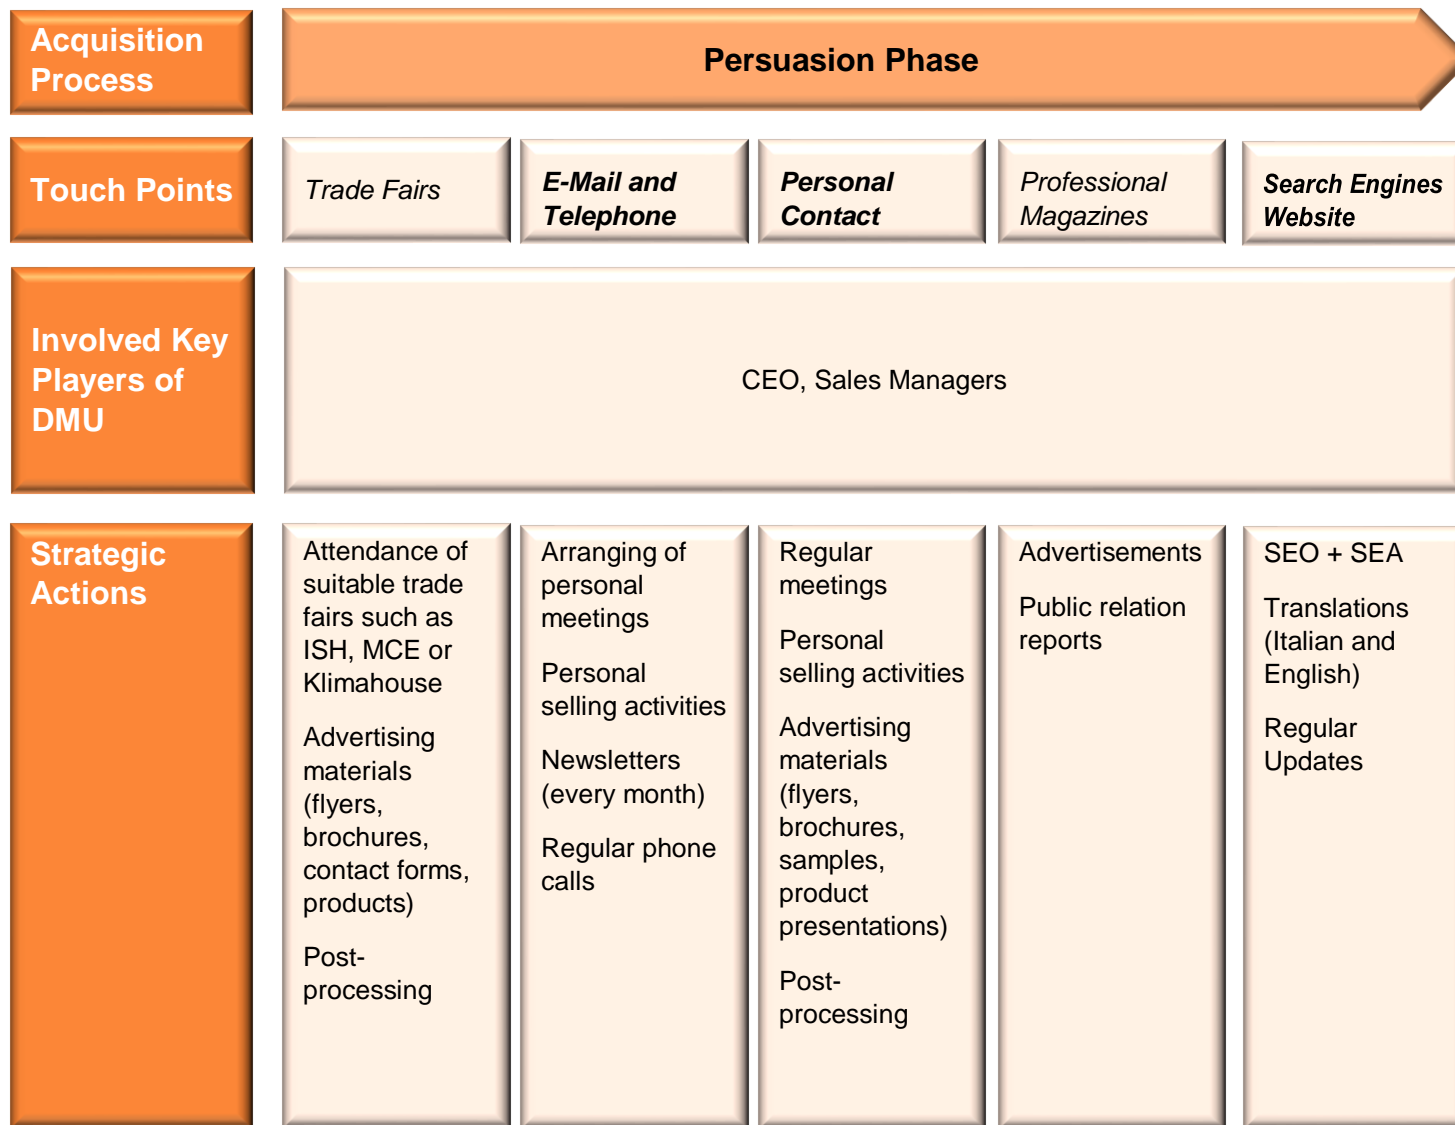 Acquisition
Process
Persuasion Phase
Touch Points
Trade Fairs
E-Mail and
Telephone
Personal
Contact
Professional
Magazines
Search Engines
Website
Involved Key
Players of
DMU
CEO, Sales Managers
Strategic
Actions
Attendance of
suitable trade
fairs such as
ISH, MCE or
Klimahouse
Advertising
materials
(flyers,
brochures,
contact forms,
products)
Post-
processing
Arranging of
personal
meetings
Personal
selling activities
Newsletters
(every month)
Regular phone
calls
Regular
meetings
Personal
selling activities
Advertising
materials
(flyers,
brochures,
samples,
product
presentations)
Post-
processing
Advertisements
Public relation
reports
SEO + SEA
Translations
(Italian and
English)
Regular
Updates